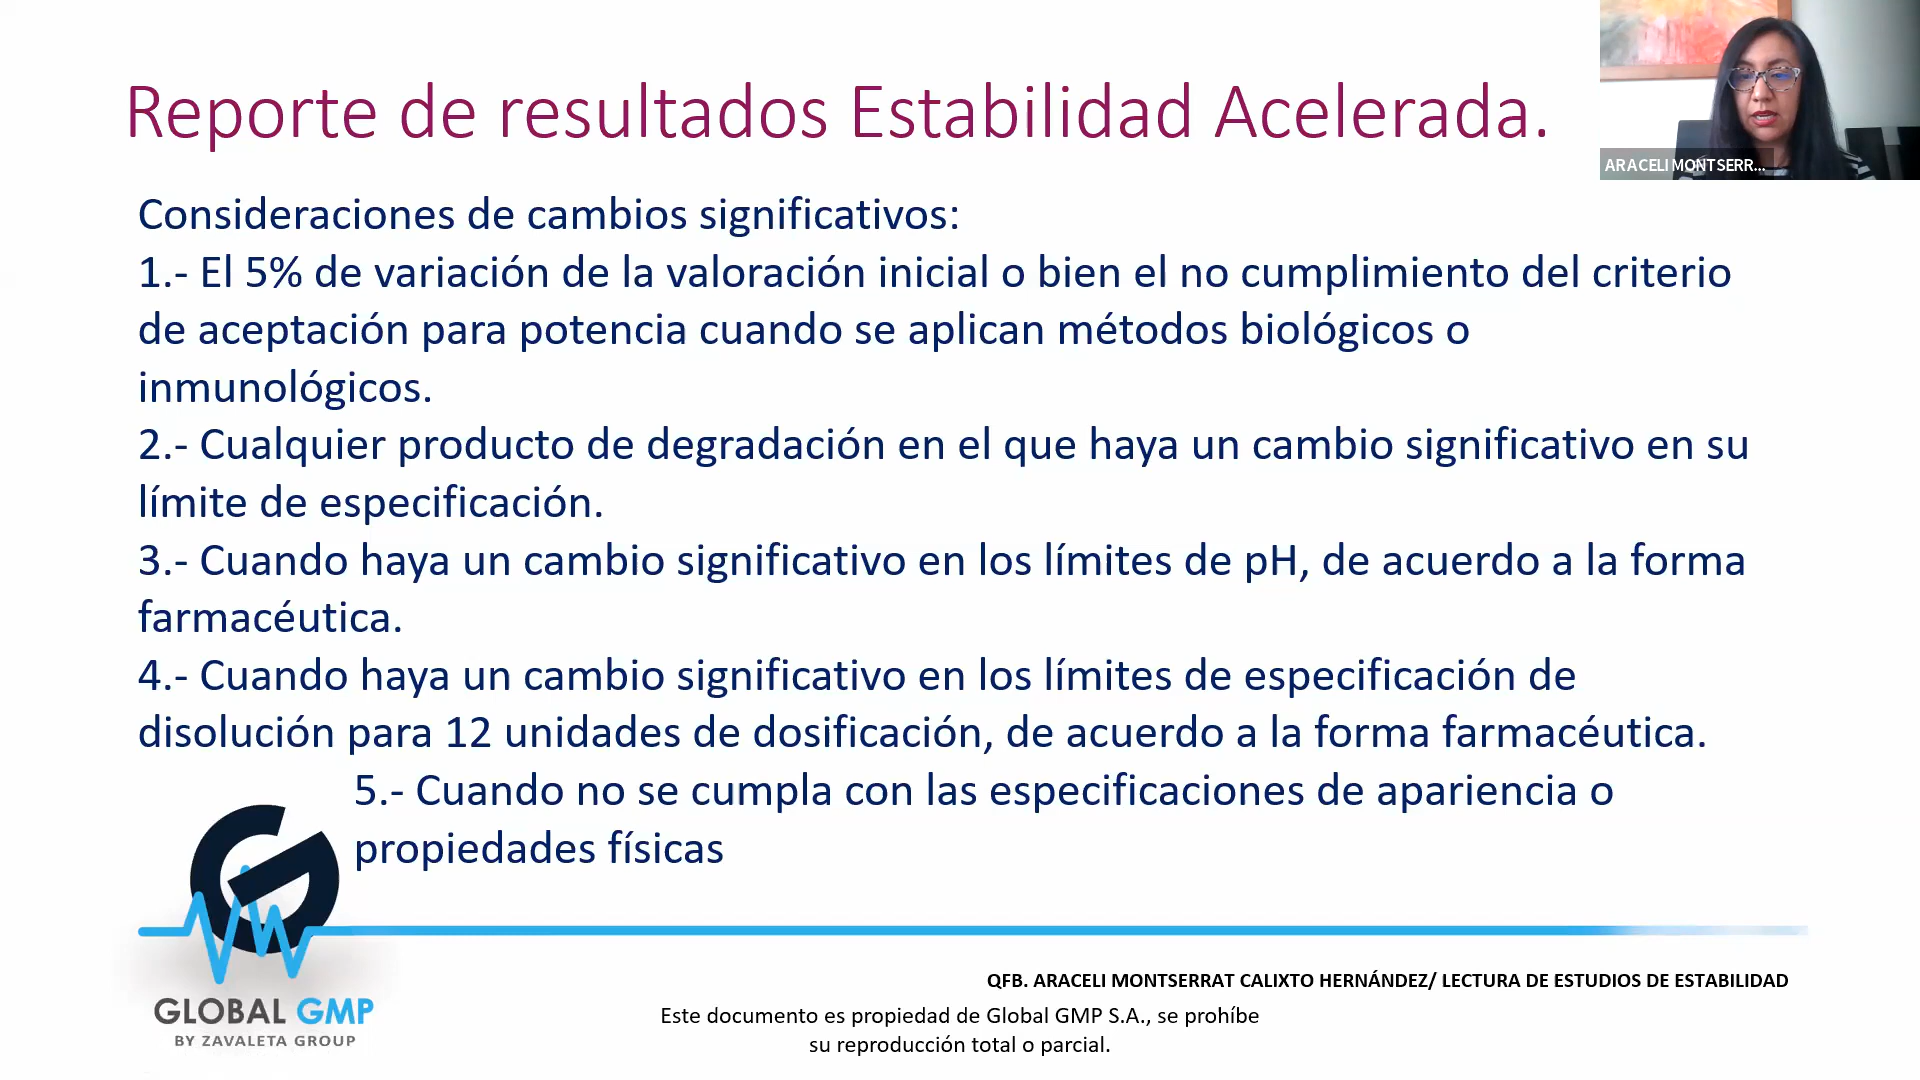 Reporte de resultados Estabilidad Acelerada.
ARACELI MONTSERR...
Consideraciones de cambios significativos:
1.- El 5% de variación de la valoración inicial o bien el no cumplimiento del criterio
de aceptación para potencia cuando se aplican métodos biológicos o
inmunológicos.
2.- Cualquier producto de degradación en el que haya un cambio significativo en su
límite de especificación.
3.- Cuando haya un cambio significativo en los límites de pH, de acuerdo a la forma
farmacéutica.
4.- Cuando haya un cambio significativo en los límites de especificación de
disolución para 12 unidades de dosificación, de acuerdo a la forma farmacéutica.
5.- Cuando no se cumpla con las especificaciones de apariencia o
propiedades físicas
GLOBAL GMP
BY ZAVALETA GROUP
QFB. ARACELI MONTSERRAT CALIXTO HERNÁNDEZ/ LECTURA DE ESTUDIOS DE ESTABILIDAD
Este documento es propiedad de Global GMP S.A., se prohíbe
su reproducción total o parcial.